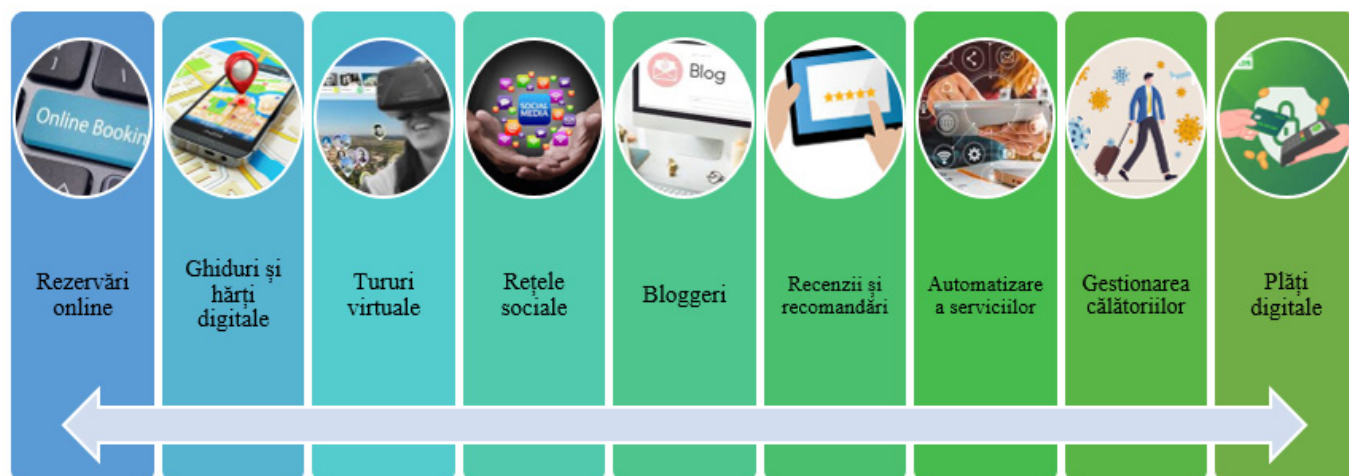 Online Bookin
SOCIAL
MEDIA
Blog
Rezervări
online
Ghiduri și
hărți
digitale
Tururi
virtuale
Rețele
sociale
Bloggeri
Recenzii și
recomandări
Automatizare
a serviciilor
Gestionarea
călătoriilor
Plăți
digitale